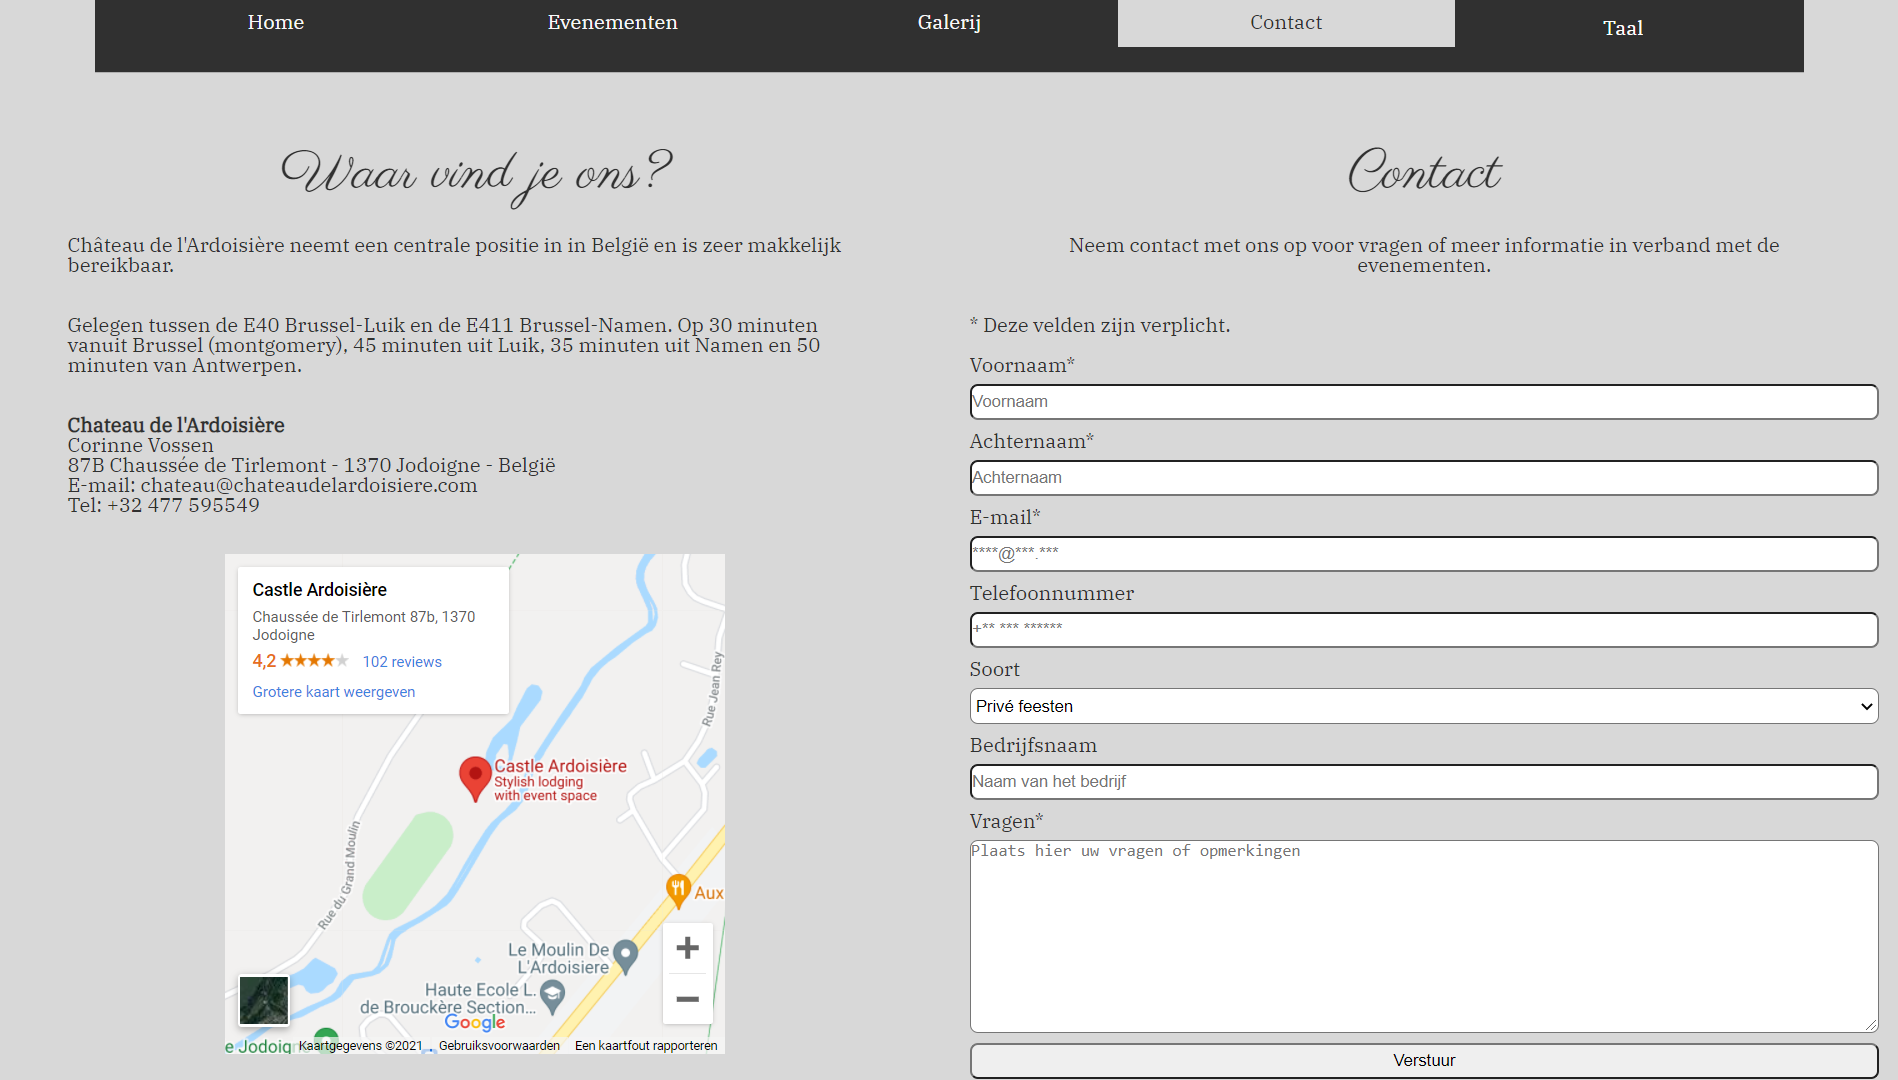 Home
Evenementen
Galerij
Contact
Taal
Waar vind je ons?
Château de l'Ardoisière neemt een centrale positie in in België en is zeer makkelijk
bereikbaar.
Gelegen tussen de E40 Brussel-Luik en de E411 Brussel-Namen. Op 30 minuten
vanuit Brussel (montgomery), 45 minuten uit Luik, 35 minuten uit Namen en 50
minuten van Antwerpen.
Chateau de l'Ardoisière
Corinne Vossen
87B Chaussée de Tirlemont - 1370 Jodoigne - België
E-mail: chateau@chateaudelardoisiere.com
Tel: +32 477 595549
Castle Ardoisière
Chaussée de Tirlemont 87b, 1370
Jodoigne
4,2
102 reviews
Grotere kaart weergeven
Rue Jean Rey
Castle Ardoisière
Stylish lodging
with event space
Rue du Grand Moulin
Aux
Le Moulin De
L'Ardoisiere
Haute Ecole L.
de Brouckère Section...
Google
e Jodoign
Kaartgegevens ©2021
Gebruiksvoorwaarden
Een kaartfout rapporteren
Contact
Neem contact met ons op voor vragen of meer informatie in verband met de
evenementen.
* Deze velden zijn verplicht.
Voornaam*
Voornaam
Achternaam*
Achternaam
E-mail*
****@***.***
Telefoonnummer
+** *** ******
Soort
Privé feesten
Bedrijfsnaam
Naam van het bedrijf
Vragen*
Plaats hier uw vragen of opmerkingen
Verstuur